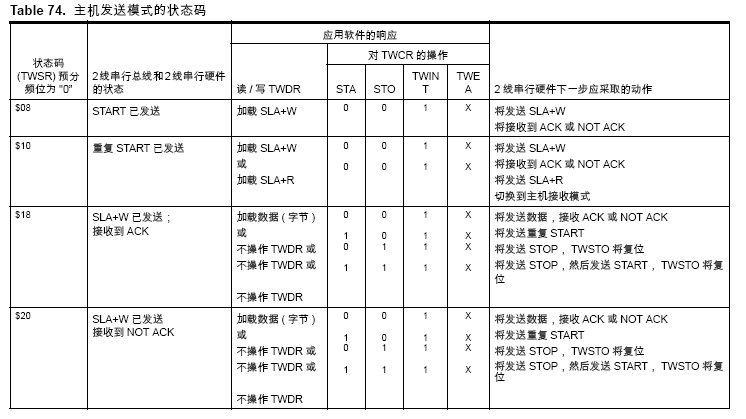 Table 74. 主机发送模式的状态码
应用软件的响应
对 TWCR 的操作
状态码
(TWSR) 预分
频位为 "0"
2 线串行总线和 2 线串行硬件
的状态
读 / 写 TWDR
STA
STO
TWIN
T
TWE
A
2 线串行硬件下一步应采取的动作
$08
START 已发送
加载 SLA+W
0
0
1
X
将发送 SLA+W
将接收到 ACK 或 NOT ACK
$10
重复 START 已发送
加载 SLA+W
或
加载 SLA+R
0
0
1
X
0
0
1
X
将发送 SLA+W
将接收到 ACK 或 NOT ACK
将发送 SLA+R
切换到主机接收模式
$18
SLA+W 已发送；
接收到 ACK
加载数据 ( 字节 )
或
不操作 TWDR 或
不操作 TWDR 或
不操作 TWDR
0
0
1
X
1
0
1
X
0
1
1
X
1
1
1
X
将发送数据，接收 ACK 或 NOT ACK
将发送重复 START
将发送 STOP， TWSTO 将复位
将发送 STOP，然后发送 START， TWSTO 将复
位
$20
SLA+W 已发送
接收到 NOT ACK
加载数据 ( 字节 )
或
不操作 TWDR 或
不操作 TWDR 或
不操作 TWDR
0
0
1
X
1
0
1
X
0
1
1
X
1
1
1
X
将发送数据，接收 ACK 或 NOT ACK
将发送重复 START
将发送 STOP， TWSTO 将复位
将发送 STOP，然后发送 START， TWSTO 将复
位